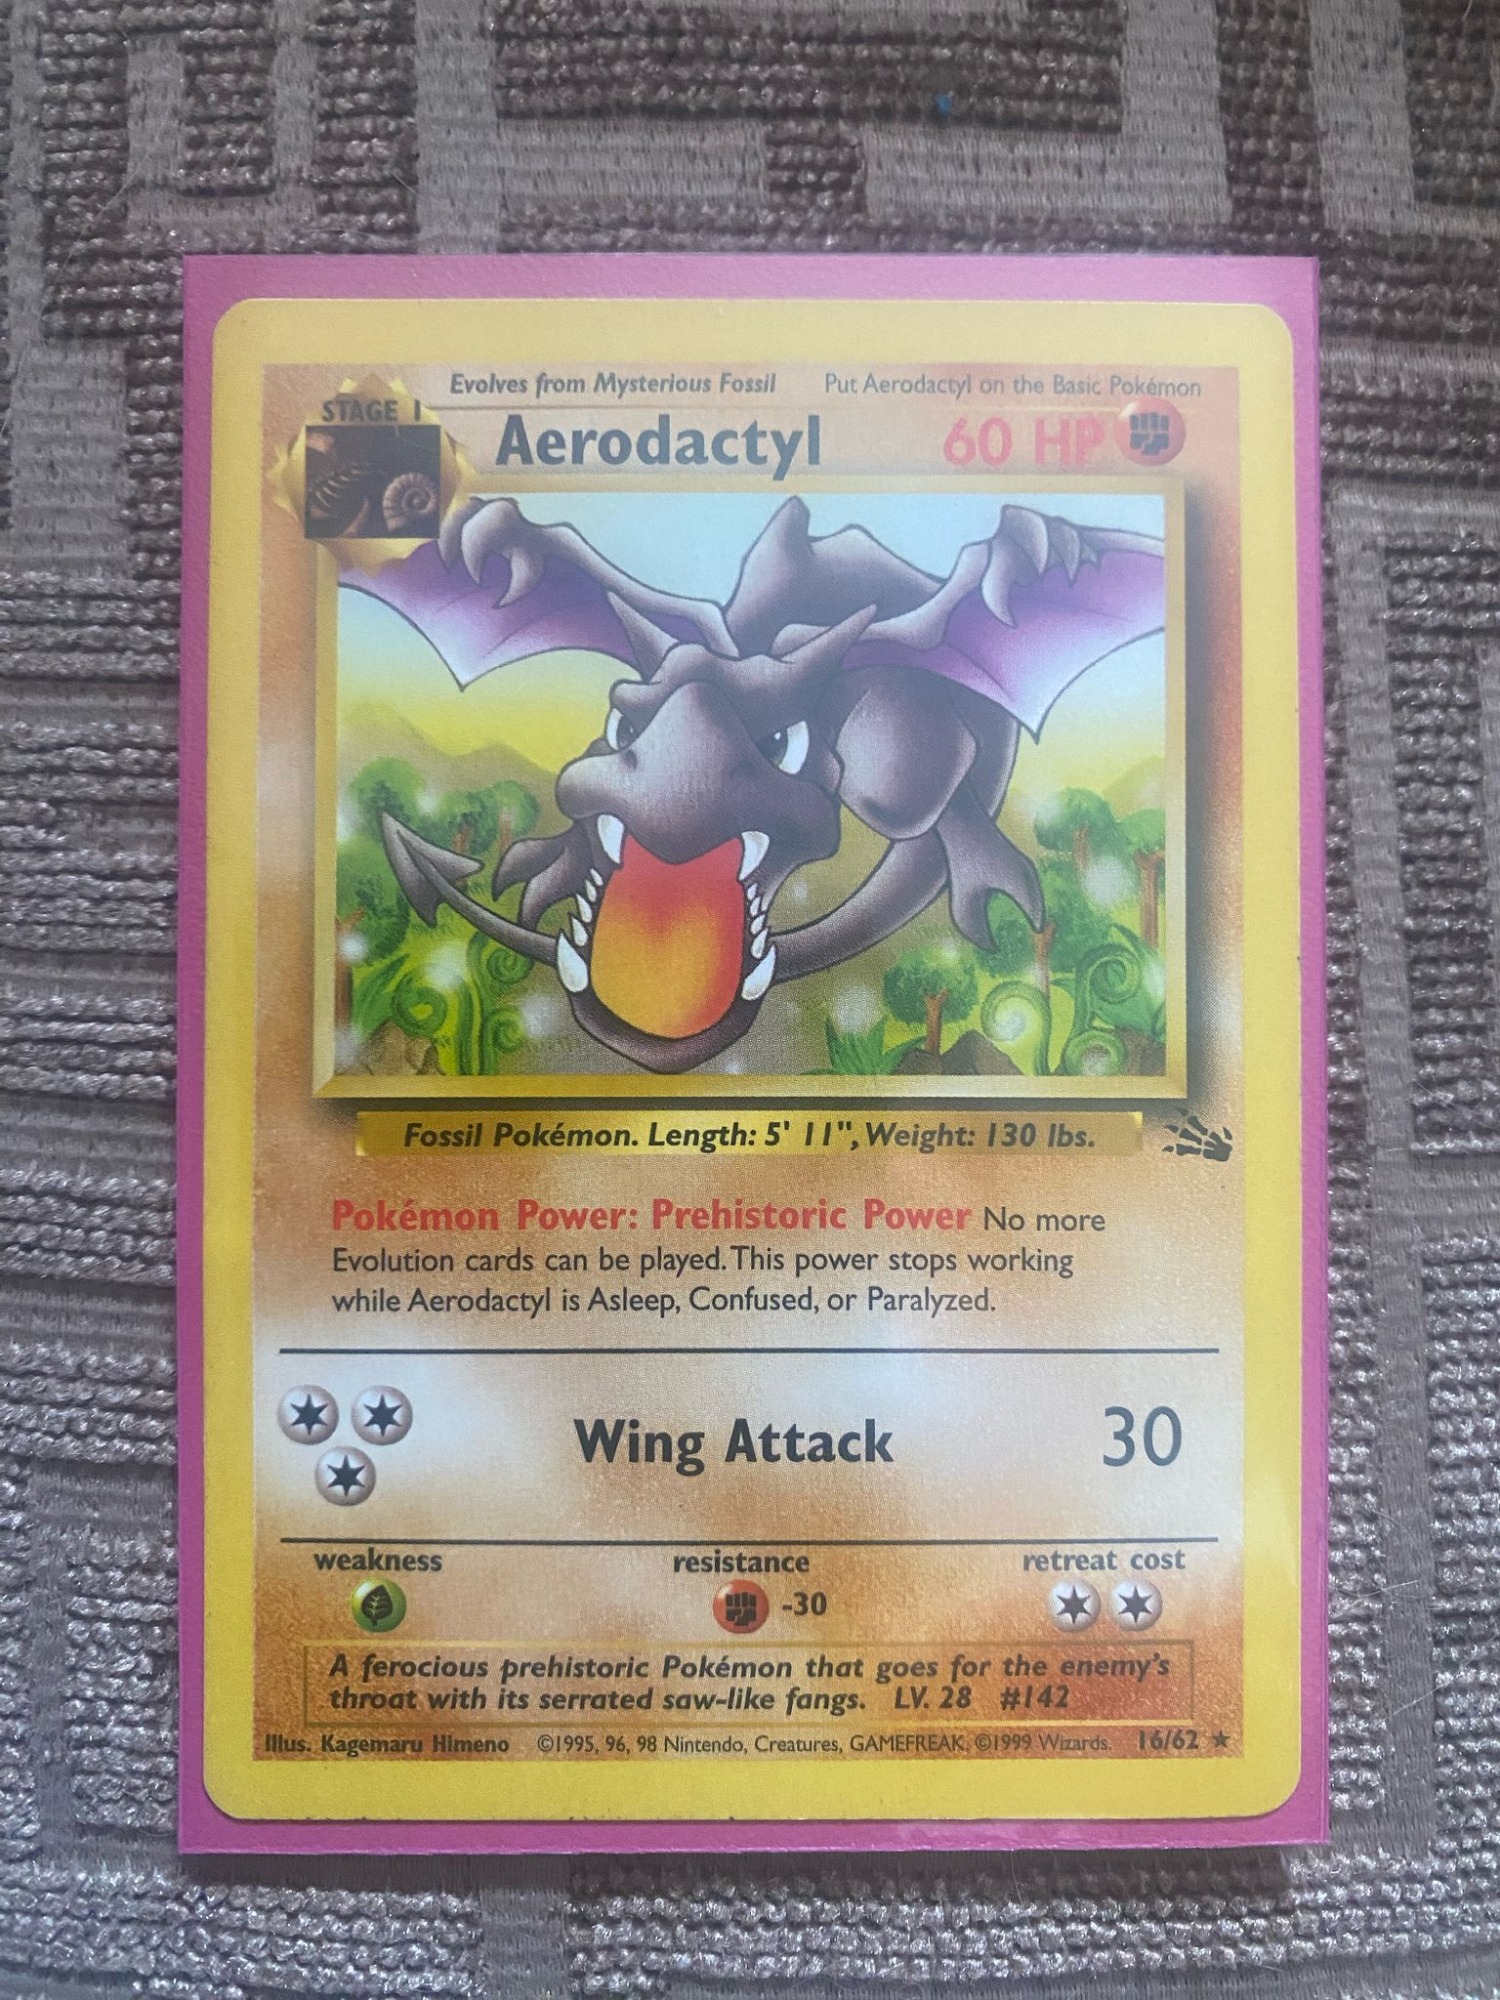 Evolves from Mysterious Fossil Put Aerodactyl on the Basic Pokémon
STAGE 1
Aerodactyl 60 HP
Fossil Pokémon. Length: 5' 11", Weight: 130 lbs.
Pokémon Power: Prehistoric Power No more
Evolution cards can be played. This power stops working
while Aerodactyl is Asleep, Confused, or Paralyzed.
Wing Attack 30
weakness resistance retreat cost
-30
A ferocious prehistoric Pokémon that goes for the enemy's
throat with its serrated saw-like fangs. LV. 28 #142
Illus. Kagemaru Himeno ©1995, 96, 98 Nintendo, Creatures, GAMEFREAK. ©1999 Wizards. 16/62 ★